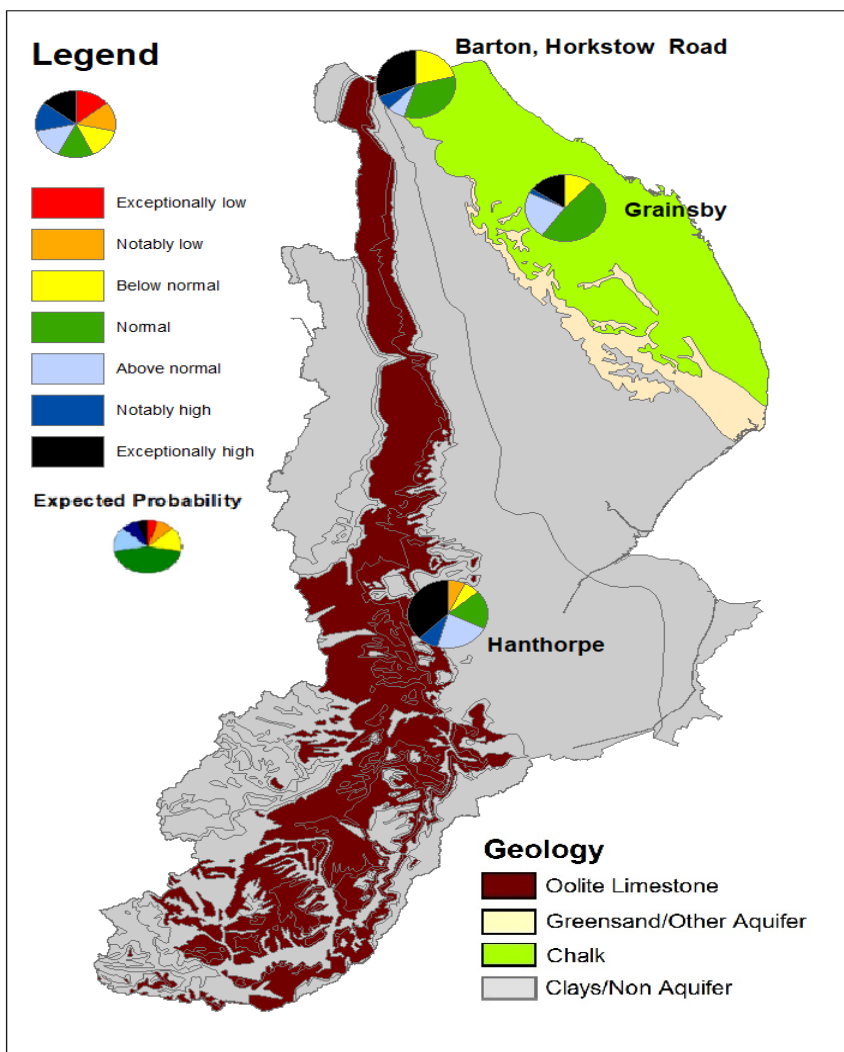 Legend
Exceptionally low
Notably low
Below normal
Normal
Above normal
Notably high
Exceptionally high
Expected Probability
Barton, Horkstow Road
Grainsby
Hanthorpe
Geology
Oolite Limestone
Greensand/Other Aquifer
Chalk
Clays/Non Aquifer